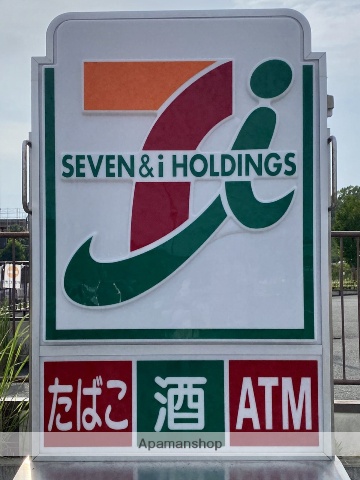 SEVEN&i HOLDINGS
たばこ 酒 ATM
Apamanshop